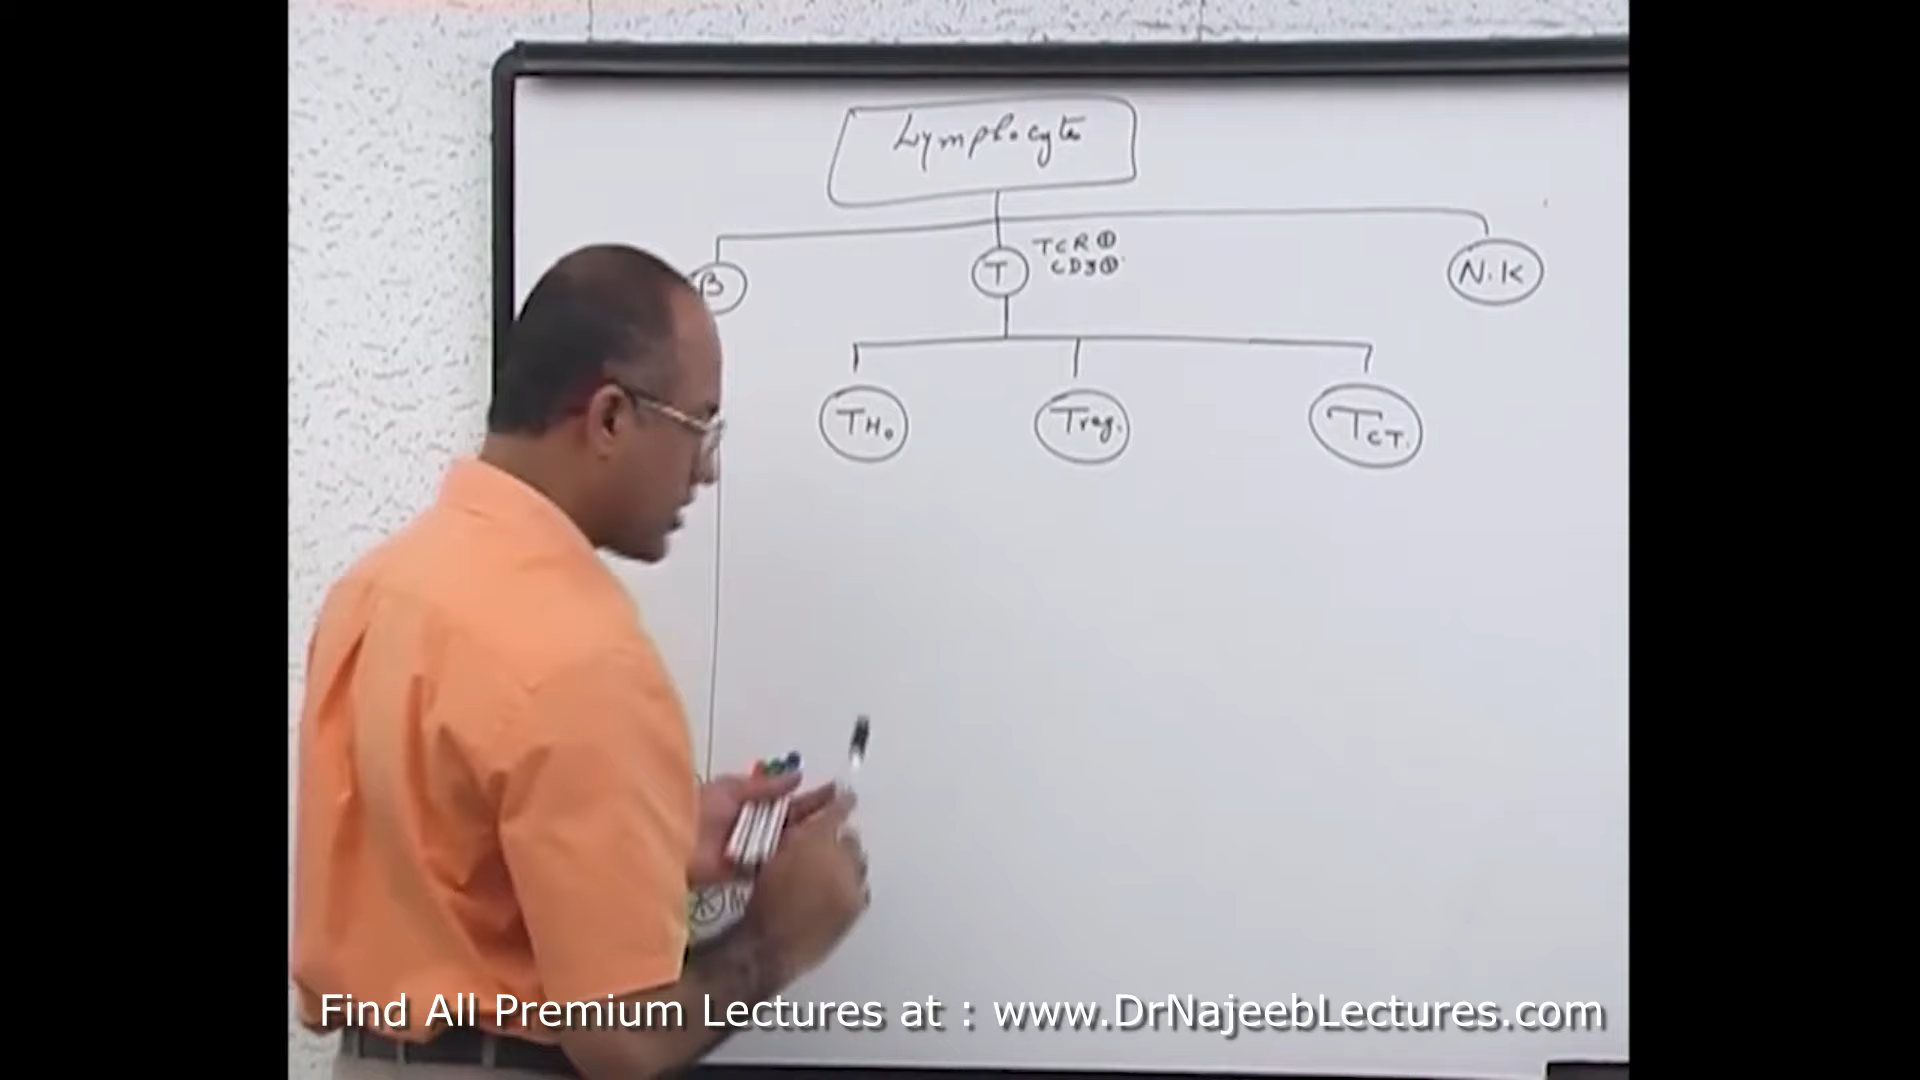 Lymphocyte
TCR ⊕
CD3 ⊕
B
T
N.K
TH₀
Treg.
TCT.
Find All Premium Lectures at : www.DrNajeebLectures.com